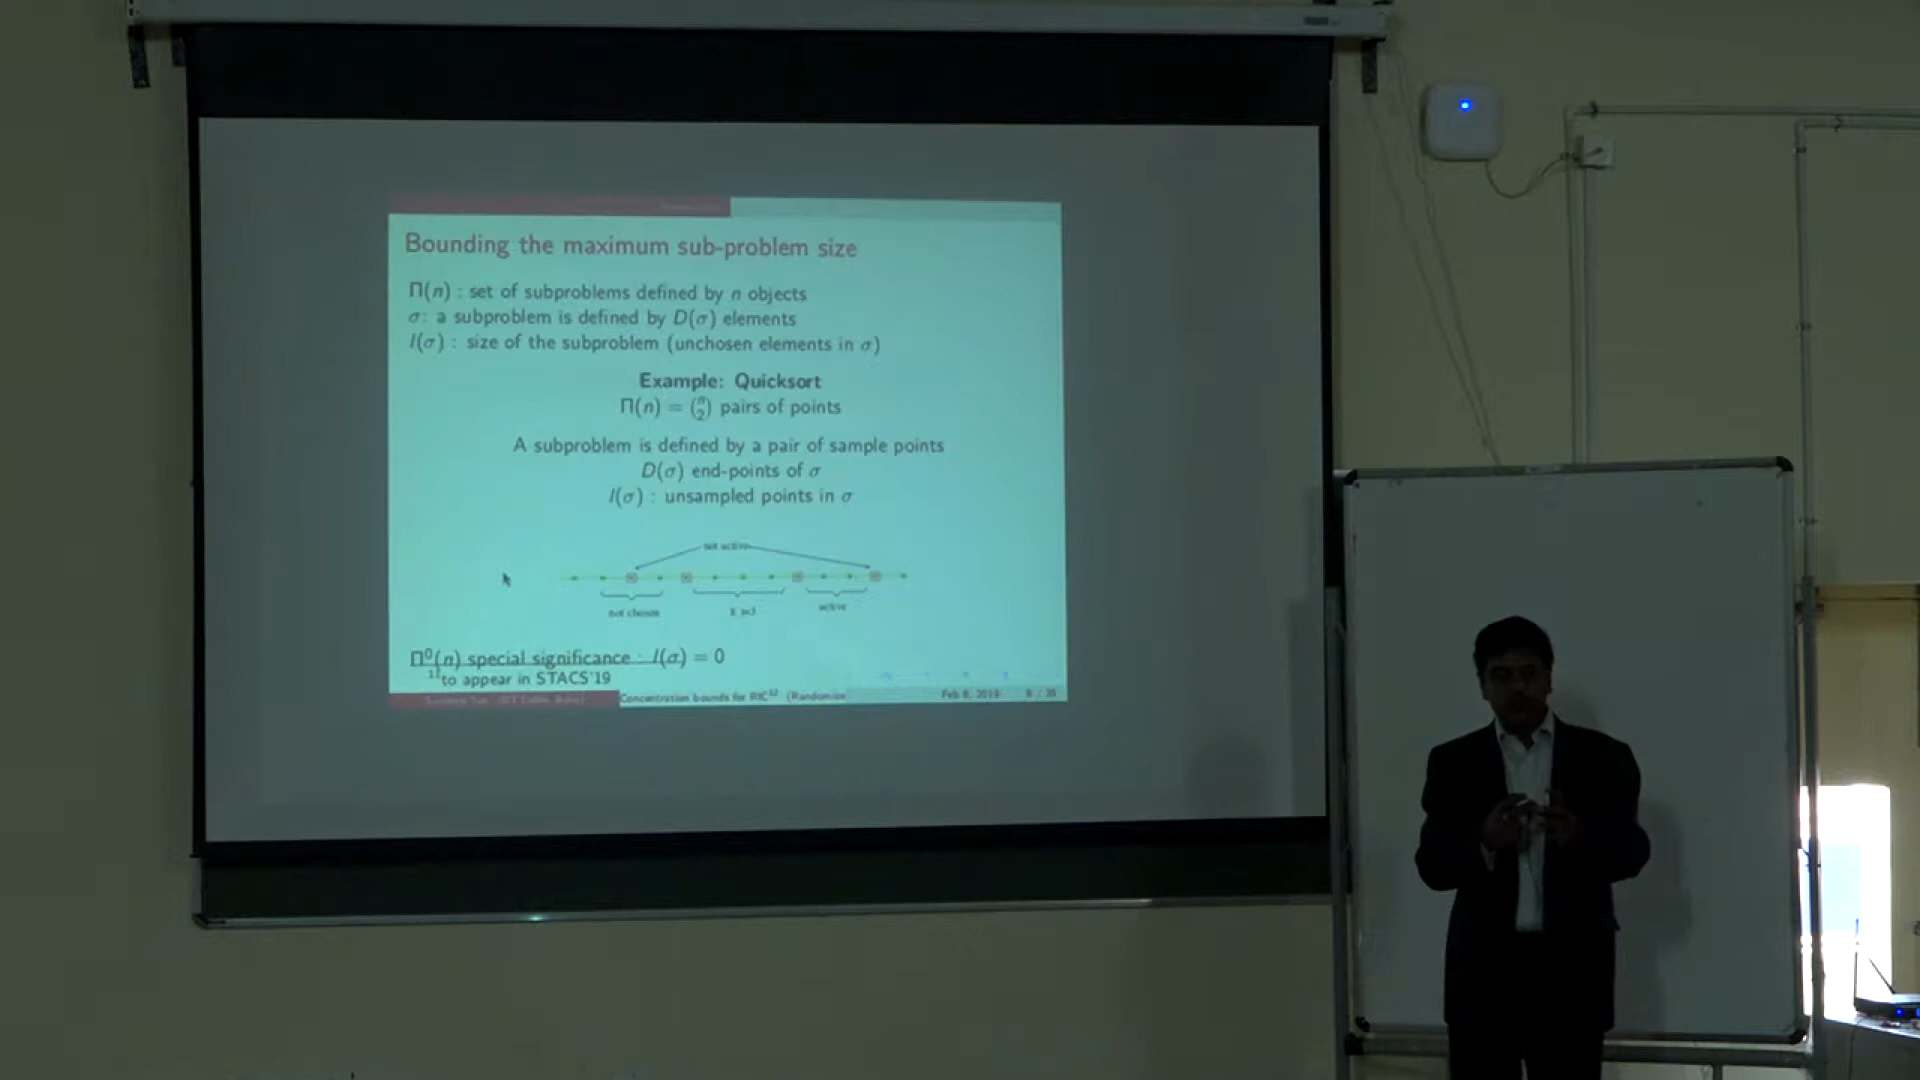 Bounding the maximum sub-problem size
Π(n) : set of subproblems defined by n objects
σ: a subproblem is defined by D(σ) elements
l(σ) : size of the subproblem (unchosen elements in σ)
Example: Quicksort
Π(n) = (n 2) pairs of points
A subproblem is defined by a pair of sample points
D(σ) end-points of σ
l(σ) : unsampled points in σ
not active
not chosen
active
Π⁰(n) special significance : l(σ) = 0
to appear in STACS'19
Concentration bounds for RIC¹² (Randomize
Feb 8, 2019